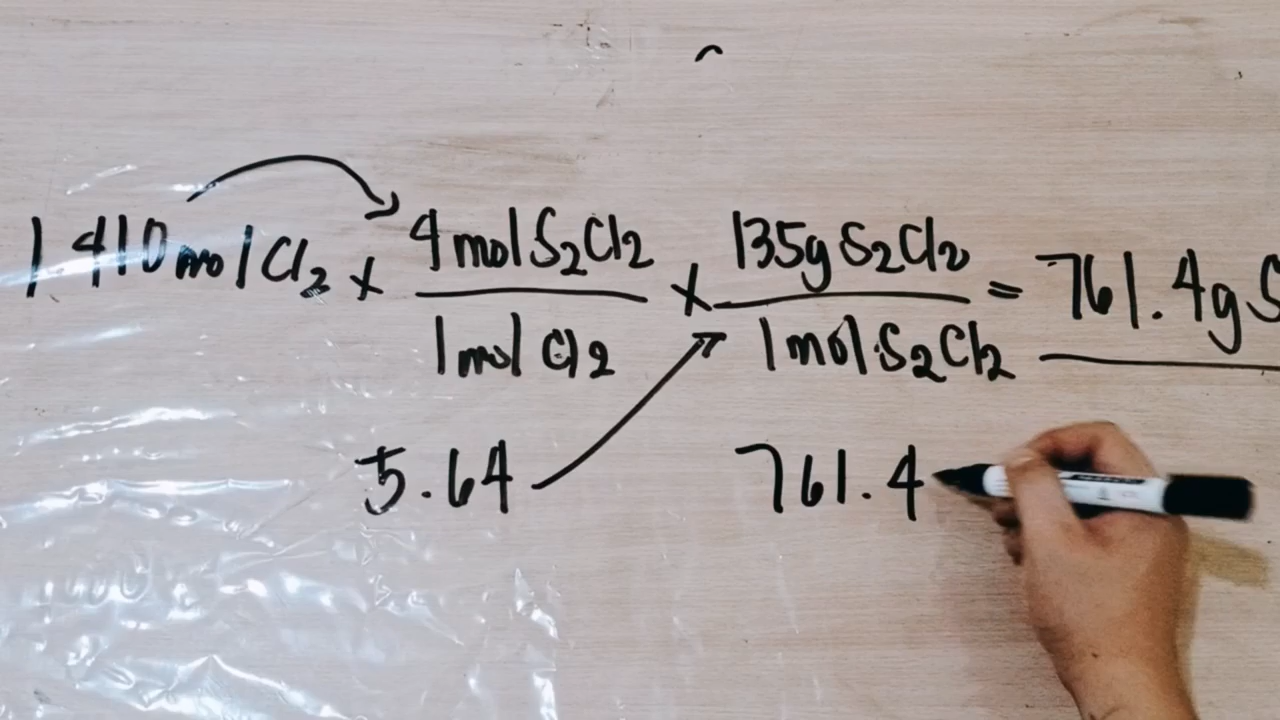 1.410 mol Cl₂ x 4 mol S₂Cl₂ / 1 mol Cl₂ x 135g S₂Cl₂ / 1 mol S₂Cl₂ = 761.4g S
5.64 761.4